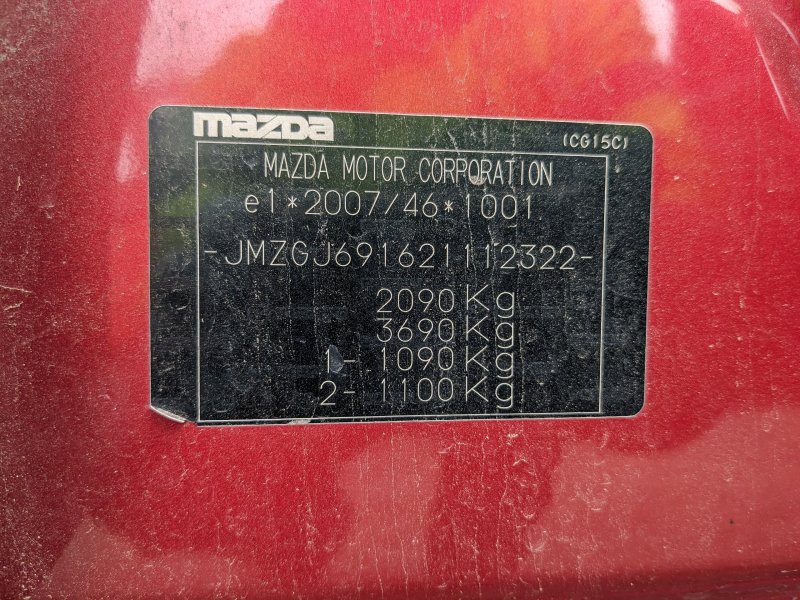 mazda
(CG15C)
MAZDA MOTOR CORPORATION
e1*2007/46*1001
-JMZGJ691621112322-
2090 Kg
3690 Kg
1- 1090 Kg
2- 1100 Kg